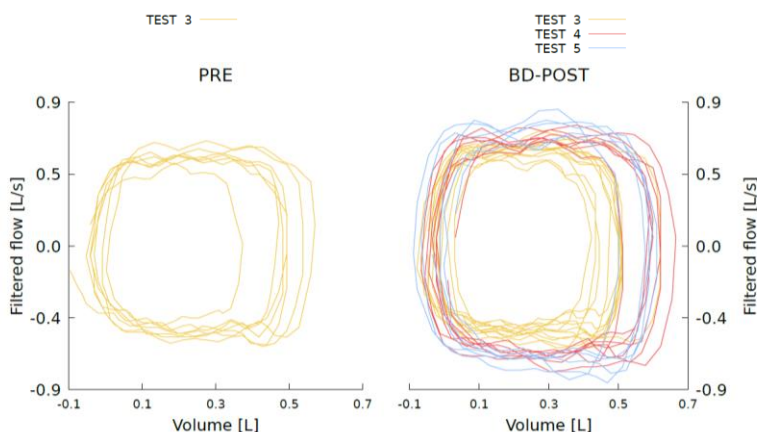 TEST 3
TEST 3
TEST 4
TEST 5
PRE
BD-POST
Filtered flow [L/s]
0.9
0.5
0.0
-0.4
-0.9
-0.1
0.1
0.3
0.5
0.7
Volume [L]
-0.1
0.1
0.3
0.5
0.7
Volume [L]
0.9
0.5
0.0
-0.4
-0.9
Filtered flow [L/s]